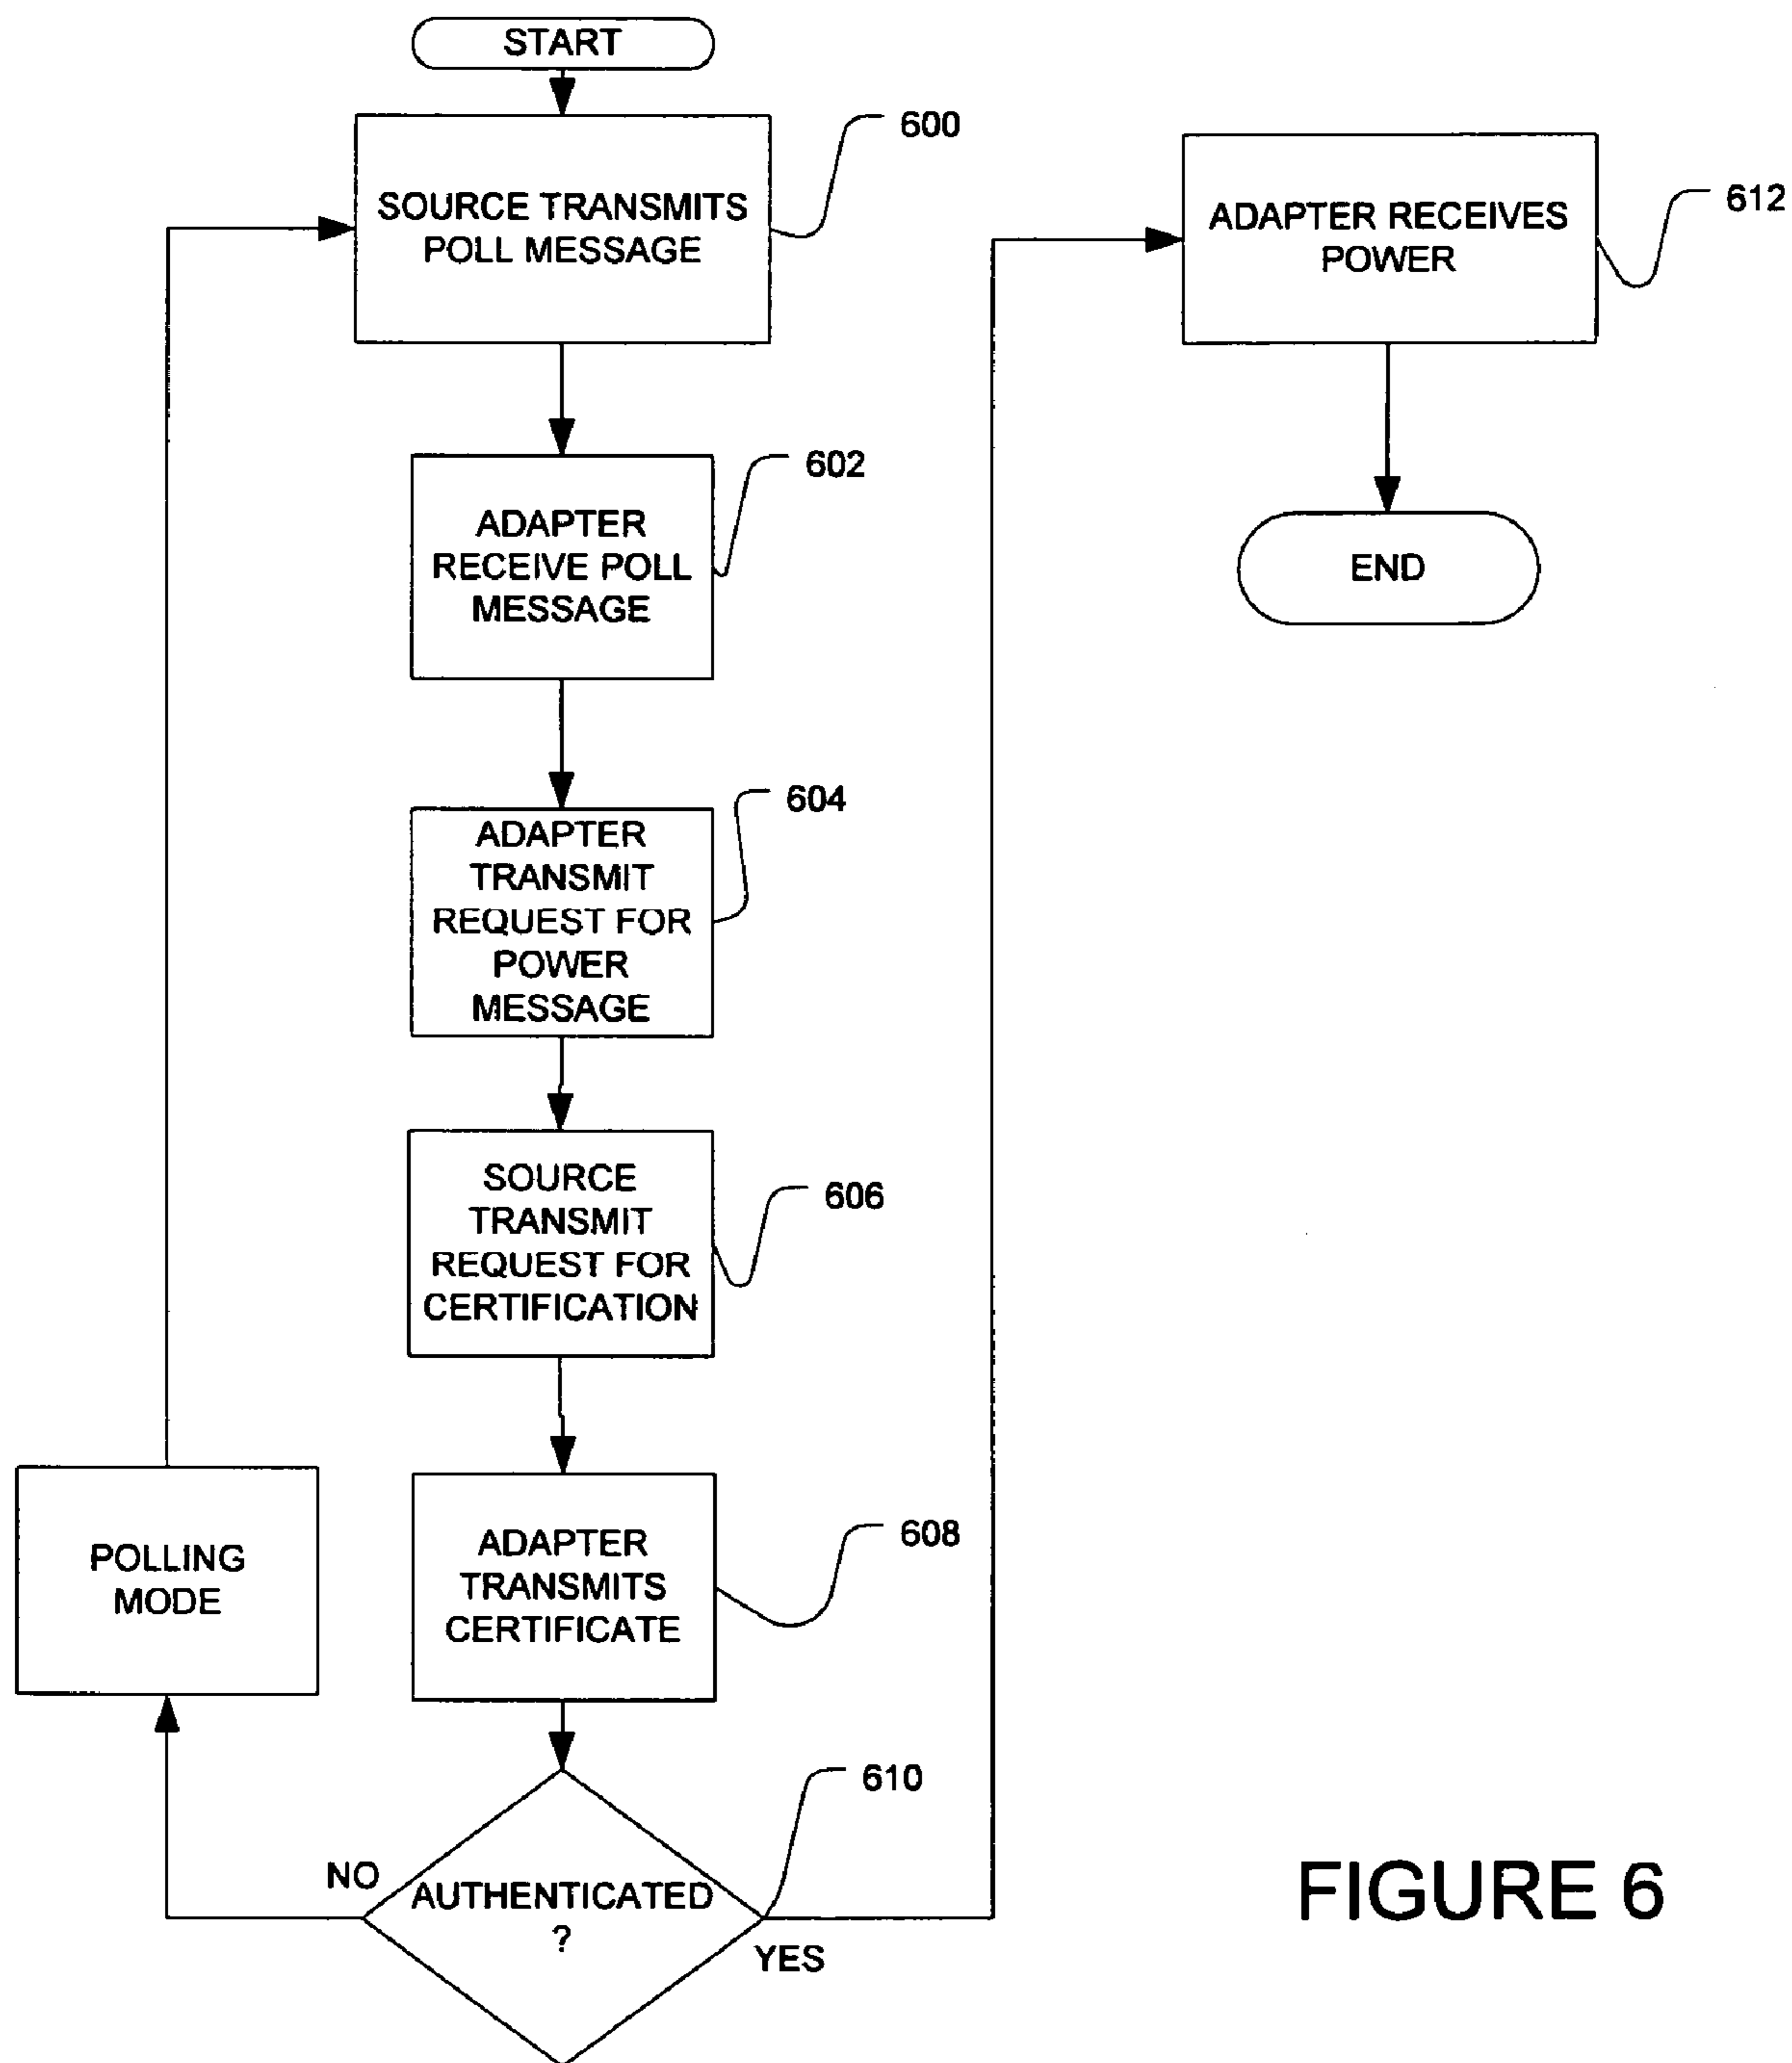 START
600
SOURCE TRANSMITS
POLL MESSAGE
602
ADAPTER
RECEIVE POLL
MESSAGE
604
ADAPTER
TRANSMIT
REQUEST FOR
POWER
MESSAGE
606
SOURCE
TRANSMIT
REQUEST FOR
CERTIFICATION
608
ADAPTER
TRANSMITS
CERTIFICATE
POLLING
MODE
610
NO
AUTHENTICATED
?
YES
612
ADAPTER RECEIVES
POWER
END
FIGURE 6